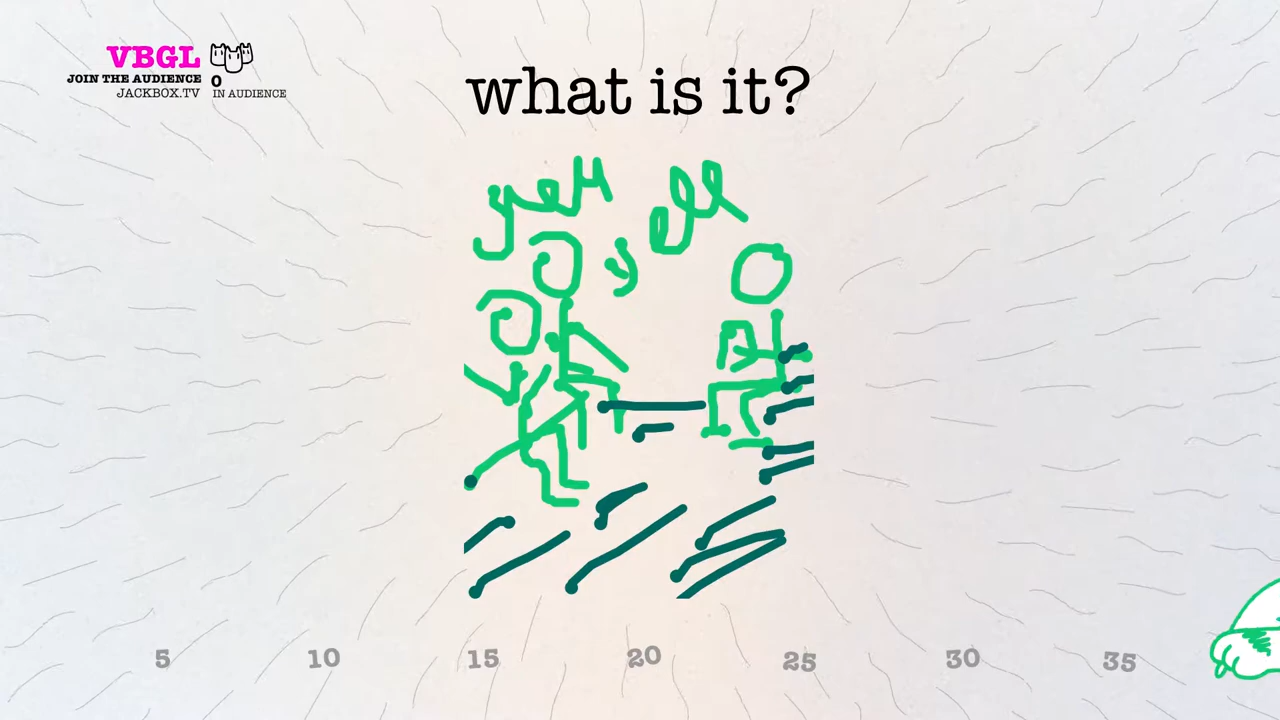 VBGL
JOIN THE AUDIENCE
JACKBOX.TV
0
IN AUDIENCE
what is it?
5 10 15 20 25 30 35